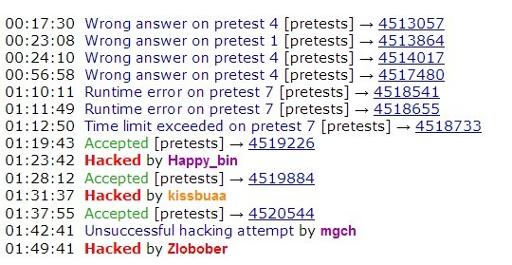 00:17:30 Wrong answer on pretest 4 [pretests] → 4513057
00:23:08 Wrong answer on pretest 1 [pretests] → 4513864
00:24:10 Wrong answer on pretest 4 [pretests] → 4514017
00:56:58 Wrong answer on pretest 4 [pretests] → 4517480
01:10:11 Runtime error on pretest 7 [pretests] → 4518541
01:11:49 Runtime error on pretest 7 [pretests] → 4518655
01:12:50 Time limit exceeded on pretest 7 [pretests] → 4518733
01:19:43 Accepted [pretests] → 4519226
01:23:42 Hacked by Happy_bin
01:28:12 Accepted [pretests] → 4519884
01:31:37 Hacked by kissbuaa
01:37:55 Accepted [pretests] → 4520544
01:42:41 Unsuccessful hacking attempt by mgch
01:49:41 Hacked by Zlobober